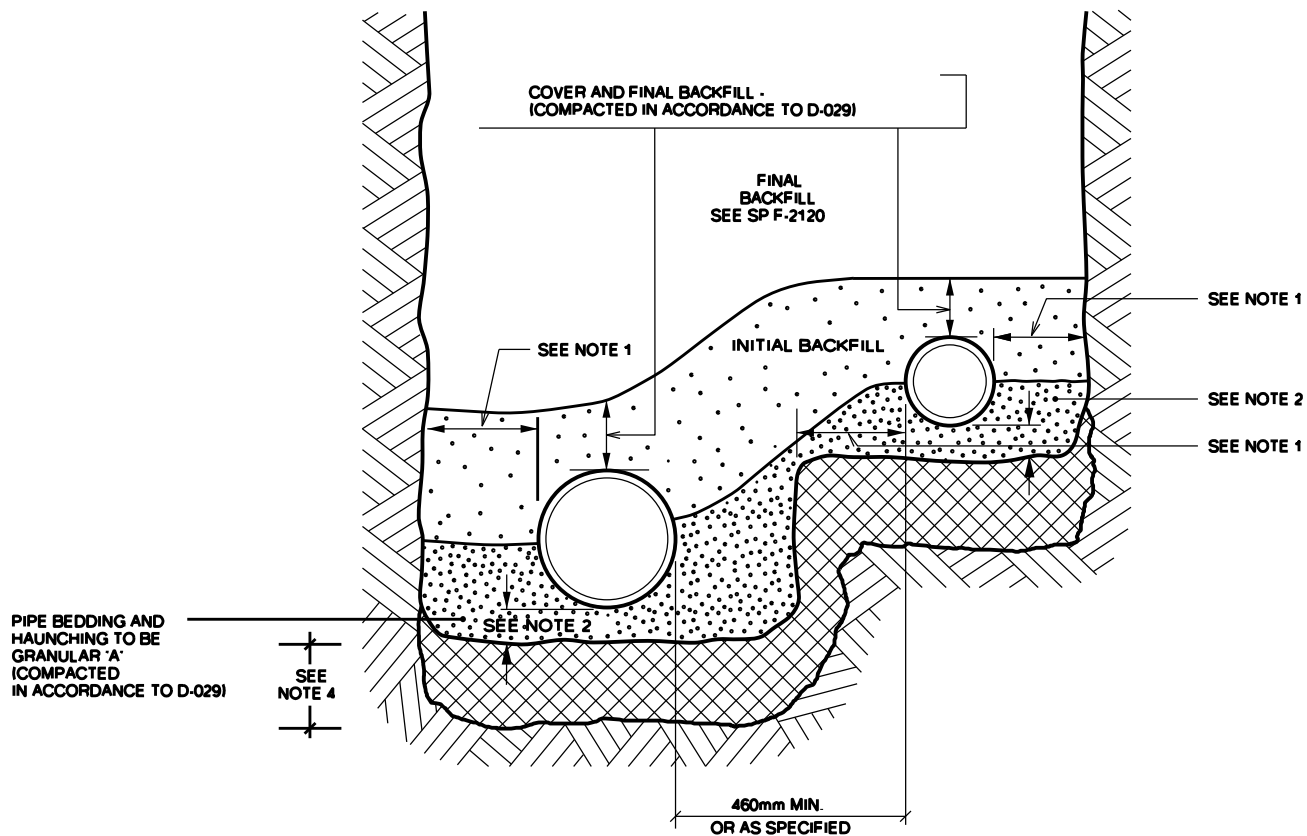 COVER AND FINAL BACKFILL -
(COMPACTED IN ACCORDANCE TO D-029)
FINAL
BACKFILL
SEE SP F-2120
SEE NOTE 1
SEE NOTE 1
INITIAL BACKFILL
SEE NOTE 2
SEE NOTE 1
PIPE BEDDING AND
HAUNCHING TO BE
GRANULAR 'A'
(COMPACTED
IN ACCORDANCE TO D-029)
SEE NOTE 2
SEE
NOTE 4
460mm MIN.
OR AS SPECIFIED